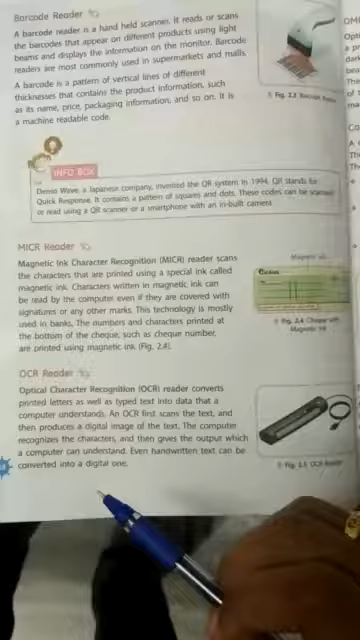 Barcode Reader
A barcode reader is a hand held scanner. It reads or scans
the barcodes that appear on different products using light
beams and displays the information on the monitor. Barcode
readers are most commonly used in supermarkets and malls.
A barcode is a pattern of vertical lines of different
thicknesses that contains the product information, such
as its name, price, packaging information, and so on. It is
a machine readable code.
Fig. 2.3 Barcode Reader
INFO BOX
Denso Wave, a Japanese company, invented the QR system in 1994. QR stands for
Quick Response. It contains a pattern of squares and dots. These codes can be scanned
or read using a QR scanner or a smartphone with an in-built camera.
MICR Reader
Magnetic Ink Character Recognition (MICR) reader scans
the characters that are printed using a special ink called
magnetic ink. Characters written in magnetic ink can
be read by the computer even if they are covered with
signatures or any other marks. This technology is mostly
used in banks. The numbers and characters printed at
the bottom of the cheque, such as cheque number,
are printed using magnetic ink (Fig. 2.4).
Magnetic ink
Fig. 2.4 Cheque with
Magnetic Ink
OCR Reader
Optical Character Recognition (OCR) reader converts
printed letters as well as typed text into data that a
computer understands. An OCR first scans the text, and
then produces a digital image of the text. The computer
recognizes the characters, and then gives the output which
a computer can understand. Even handwritten text can be
converted into a digital one.
Fig. 2.5 OCR Reader